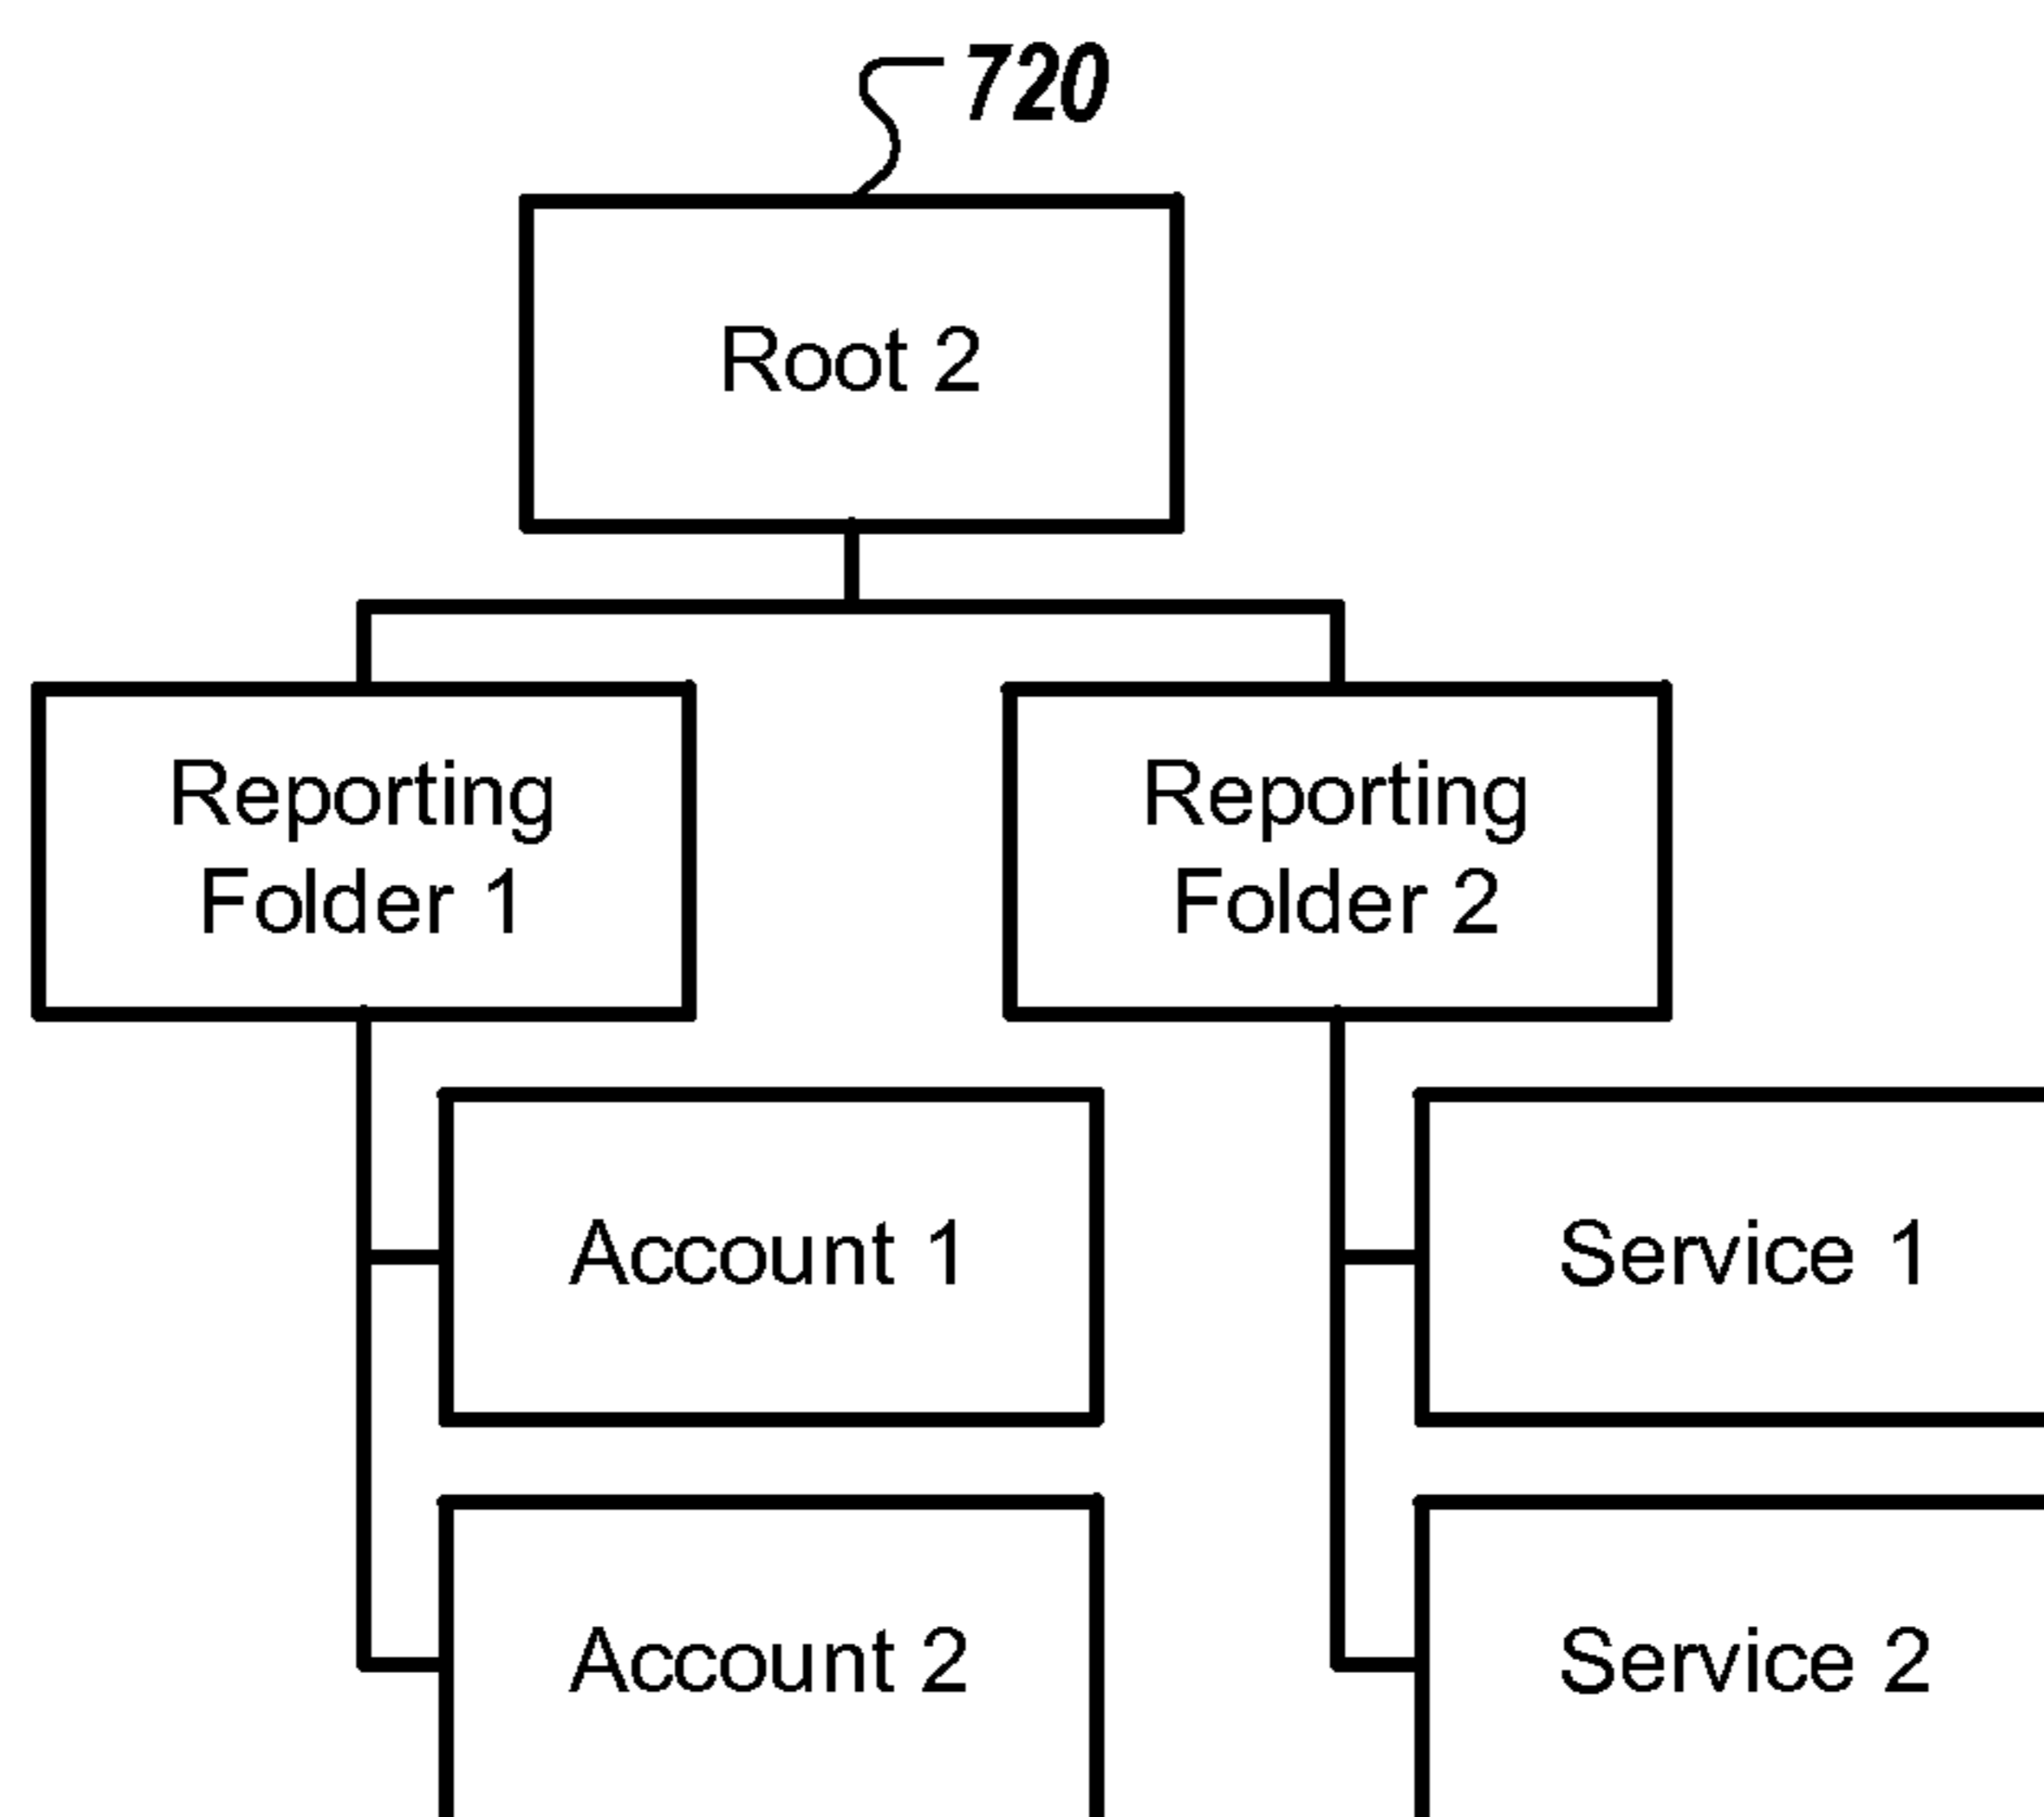 720
Root 2
Reporting
Folder 1
Reporting
Folder 2
Account 1
Service 1
Account 2
Service 2